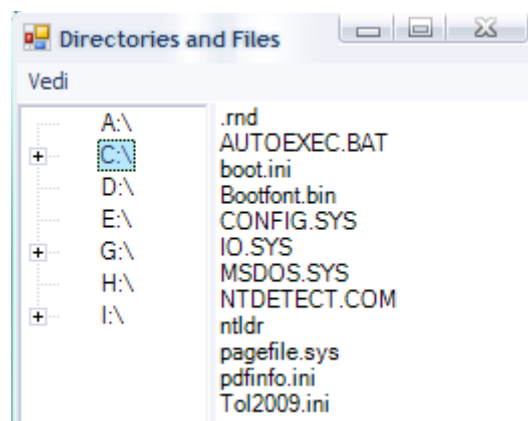 Directories and Files
Vedi
A:\
C:\
D:\
E:\
G:\
H:\
I:\
.rnd
AUTOEXEC.BAT
boot.ini
Bootfont.bin
CONFIG.SYS
IO.SYS
MSDOS.SYS
NTDETECT.COM
ntldr
pagefile.sys
pdfinfo.ini
Tol2009.ini